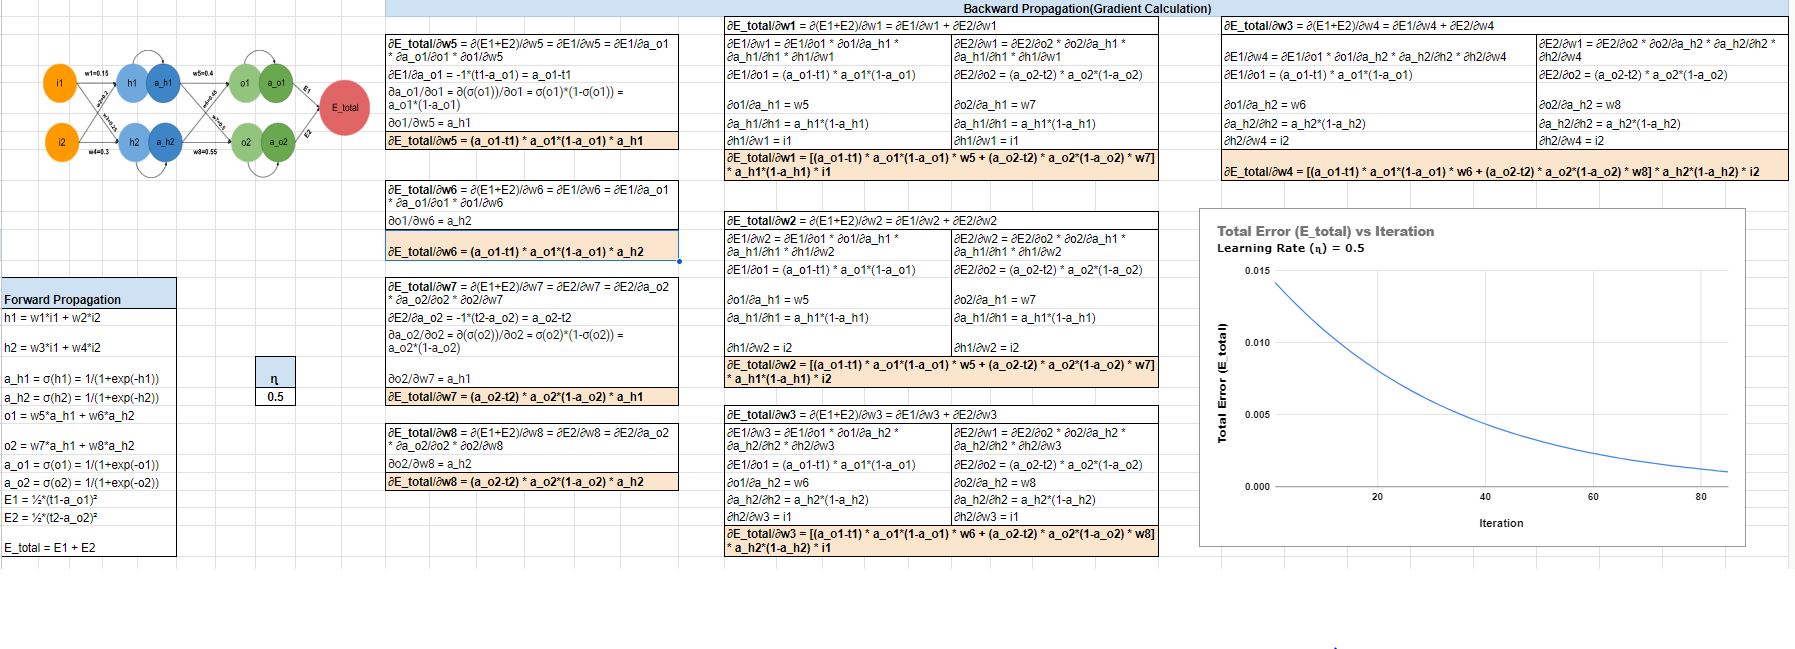 Backward Propagation(Gradient Calculation)
i1
i2
w1=0.15
w4=0.3
h1
a_h1
h2
a_h2
w5=0.4
w8=0.55
o1
a_o1
o2
a_o2
E1
E2
E_total
Forward Propagation
h1 = w1*i1 + w2*i2
h2 = w3*i1 + w4*i2
a_h1 = σ(h1) = 1/(1+exp(-h1))
a_h2 = σ(h2) = 1/(1+exp(-h2))
o1 = w5*a_h1 + w6*a_h2
o2 = w7*a_h1 + w8*a_h2
a_o1 = σ(o1) = 1/(1+exp(-o1))
a_o2 = σ(o2) = 1/(1+exp(-o2))
E1 = ½*(t1-a_o1)²
E2 = ½*(t2-a_o2)²
E_total = E1 + E2
η
0.5
∂E_total/∂w5 = ∂(E1+E2)/∂w5 = ∂E1/∂w5 = ∂E1/∂a_o1
* ∂a_o1/∂o1 * ∂o1/∂w5
∂E1/∂a_o1 = -1*(t1-a_o1) = a_o1-t1
∂a_o1/∂o1 = ∂(σ(o1))/∂o1 = σ(o1)*(1-σ(o1)) =
a_o1*(1-a_o1)
∂o1/∂w5 = a_h1
∂E_total/∂w5 = (a_o1-t1) * a_o1*(1-a_o1) * a_h1
∂E_total/∂w6 = ∂(E1+E2)/∂w6 = ∂E1/∂w6 = ∂E1/∂a_o1
* ∂a_o1/∂o1 * ∂o1/∂w6
∂o1/∂w6 = a_h2
∂E_total/∂w6 = (a_o1-t1) * a_o1*(1-a_o1) * a_h2
∂E_total/∂w7 = ∂(E1+E2)/∂w7 = ∂E2/∂w7 = ∂E2/∂a_o2
* ∂a_o2/∂o2 * ∂o2/∂w7
∂E2/∂a_o2 = -1*(t2-a_o2) = a_o2-t2
∂a_o2/∂o2 = ∂(σ(o2))/∂o2 = σ(o2)*(1-σ(o2)) =
a_o2*(1-a_o2)
∂o2/∂w7 = a_h1
∂E_total/∂w7 = (a_o2-t2) * a_o2*(1-a_o2) * a_h1
∂E_total/∂w8 = ∂(E1+E2)/∂w8 = ∂E2/∂w8 = ∂E2/∂a_o2
* ∂a_o2/∂o2 * ∂o2/∂w8
∂o2/∂w8 = a_h2
∂E_total/∂w8 = (a_o2-t2) * a_o2*(1-a_o2) * a_h2
∂E_total/∂w1 = ∂(E1+E2)/∂w1 = ∂E1/∂w1 + ∂E2/∂w1
∂E1/∂w1 = ∂E1/∂o1 * ∂o1/∂a_h1 *
∂a_h1/∂h1 * ∂h1/∂w1
∂E2/∂w1 = ∂E2/∂o2 * ∂o2/∂a_h1 *
∂a_h1/∂h1 * ∂h1/∂w1
∂E1/∂o1 = (a_o1-t1) * a_o1*(1-a_o1)
∂E2/∂o2 = (a_o2-t2) * a_o2*(1-a_o2)
∂o1/∂a_h1 = w5
∂o2/∂a_h1 = w7
∂a_h1/∂h1 = a_h1*(1-a_h1)
∂a_h1/∂h1 = a_h1*(1-a_h1)
∂h1/∂w1 = i1
∂h1/∂w1 = i1
∂E_total/∂w1 = [(a_o1-t1) * a_o1*(1-a_o1) * w5 + (a_o2-t2) * a_o2*(1-a_o2) * w7]
* a_h1*(1-a_h1) * i1
∂E_total/∂w2 = ∂(E1+E2)/∂w2 = ∂E1/∂w2 + ∂E2/∂w2
∂E1/∂w2 = ∂E1/∂o1 * ∂o1/∂a_h1 *
∂a_h1/∂h1 * ∂h1/∂w2
∂E2/∂w1 = ∂E2/∂o2 * ∂o2/∂a_h1 *
∂a_h1/∂h1 * ∂h1/∂w2
∂E1/∂o1 = (a_o1-t1) * a_o1*(1-a_o1)
∂E2/∂o2 = (a_o2-t2) * a_o2*(1-a_o2)
∂o1/∂a_h1 = w5
∂o2/∂a_h1 = w7
∂a_h1/∂h1 = a_h1*(1-a_h1)
∂a_h1/∂h1 = a_h1*(1-a_h1)
∂h1/∂w2 = i2
∂h1/∂w2 = i2
∂E_total/∂w2 = [(a_o1-t1) * a_o1*(1-a_o1) * w5 + (a_o2-t2) * a_o2*(1-a_o2) * w7]
* a_h1*(1-a_h1) * i2
∂E_total/∂w3 = ∂(E1+E2)/∂w3 = ∂E1/∂w3 + ∂E2/∂w3
∂E1/∂w3 = ∂E1/∂o1 * ∂o1/∂a_h2 *
∂a_h2/∂h2 * ∂h2/∂w3
∂E2/∂w1 = ∂E2/∂o2 * ∂o2/∂a_h2 *
∂a_h2/∂h2 * ∂h2/∂w3
∂E1/∂o1 = (a_o1-t1) * a_o1*(1-a_o1)
∂E2/∂o2 = (a_o2-t2) * a_o2*(1-a_o2)
∂o1/∂a_h2 = w6
∂o2/∂a_h2 = w8
∂a_h2/∂h2 = a_h2*(1-a_h2)
∂a_h2/∂h2 = a_h2*(1-a_h2)
∂h2/∂w3 = i1
∂h2/∂w3 = i1
∂E_total/∂w3 = [(a_o1-t1) * a_o1*(1-a_o1) * w6 + (a_o2-t2) * a_o2*(1-a_o2) * w8]
* a_h2*(1-a_h2) * i1
∂E_total/∂w3 = ∂(E1+E2)/∂w4 = ∂E1/∂w4 + ∂E2/∂w4
∂E1/∂w4 = ∂E1/∂o1 * ∂o1/∂a_h2 * ∂a_h2/∂h2 * ∂h2/∂w4
∂E2/∂w1 = ∂E2/∂o2 * ∂o2/∂a_h2 * ∂a_h2/∂h2 *
∂h2/∂w4
∂E1/∂o1 = (a_o1-t1) * a_o1*(1-a_o1)
∂E2/∂o2 = (a_o2-t2) * a_o2*(1-a_o2)
∂o1/∂a_h2 = w6
∂o2/∂a_h2 = w8
∂a_h2/∂h2 = a_h2*(1-a_h2)
∂a_h2/∂h2 = a_h2*(1-a_h2)
∂h2/∂w4 = i2
∂h2/∂w4 = i2
∂E_total/∂w4 = [(a_o1-t1) * a_o1*(1-a_o1) * w6 + (a_o2-t2) * a_o2*(1-a_o2) * w8] * a_h2*(1-a_h2) * i2
Total Error (E_total) vs Iteration
Learning Rate (η) = 0.5
Total Error (E_total)
0.015
0.010
0.005
0.000
20
40
60
80
Iteration